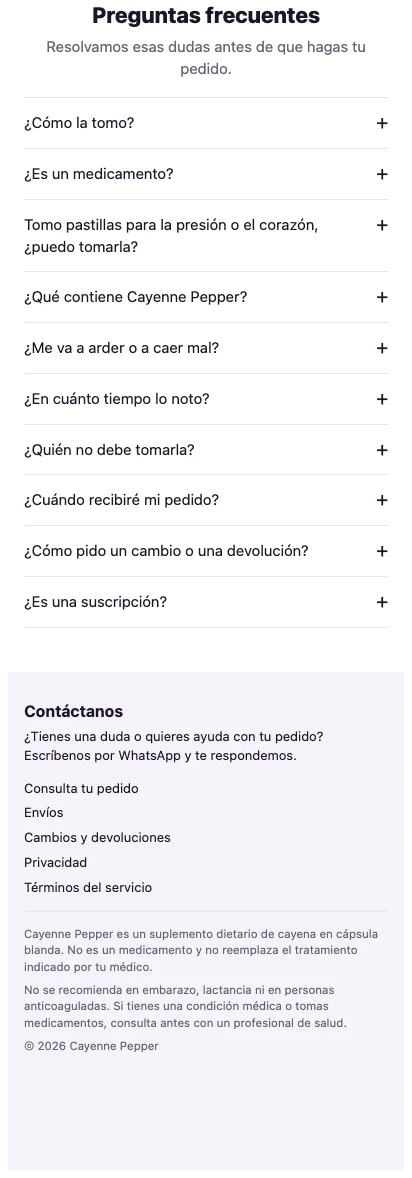 Preguntas frecuentes
Resolvamos esas dudas antes de que hagas tu
pedido.
¿Cómo la tomo? +
¿Es un medicamento? +
Tomo pastillas para la presión o el corazón, +
¿puedo tomarla?
¿Qué contiene Cayenne Pepper? +
¿Me va a arder o a caer mal? +
¿En cuánto tiempo lo noto? +
¿Quién no debe tomarla? +
¿Cuándo recibiré mi pedido? +
¿Cómo pido un cambio o una devolución? +
¿Es una suscripción? +
Contáctanos
¿Tienes una duda o quieres ayuda con tu pedido?
Escríbenos por WhatsApp y te respondemos.
Consulta tu pedido
Envíos
Cambios y devoluciones
Privacidad
Términos del servicio
Cayenne Pepper es un suplemento dietario de cayena en cápsula
blanda. No es un medicamento y no reemplaza el tratamiento
indicado por tu médico.
No se recomienda en embarazo, lactancia ni en personas
anticoaguladas. Si tienes una condición médica o tomas
medicamentos, consulta antes con un profesional de salud.
© 2026 Cayenne Pepper